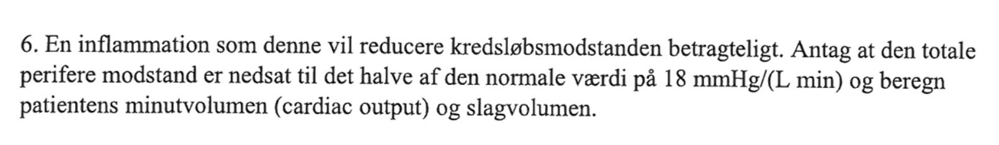 6. En inflammation som denne vil reducere kredsløbsmodstanden betragteligt. Antag at den totale
perifere modstand er nedsat til det halve af den normale værdi på 18 mmHg/(L min) og beregn
patientens minutvolumen (cardiac output) og slagvolumen.